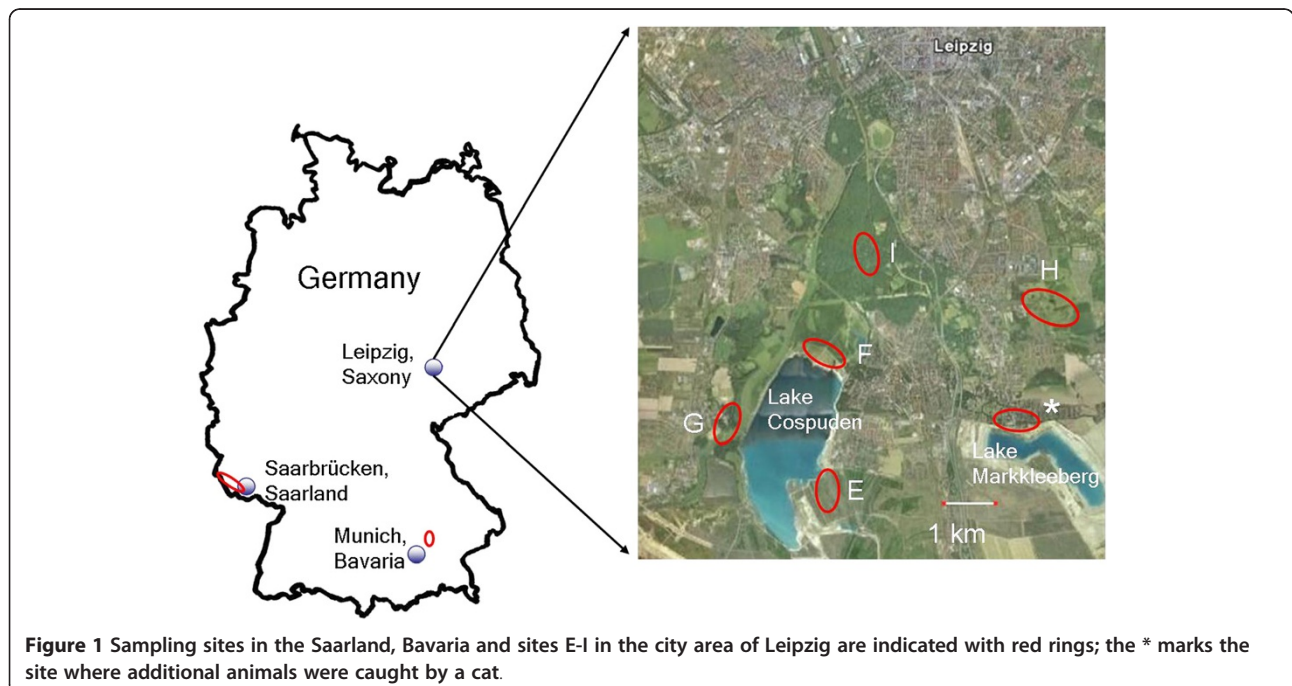 Germany
Leipzig,
Saxony
Saarbrücken,
Saarland
Munich,
Bavaria
Leipzig
I
H
F
Lake
Cospuden
G
*
Lake
Markkleeberg
E
1 km
Figure 1 Sampling sites in the Saarland, Bavaria and sites E-I in the city area of Leipzig are indicated with red rings; the * marks the
site where additional animals were caught by a cat.